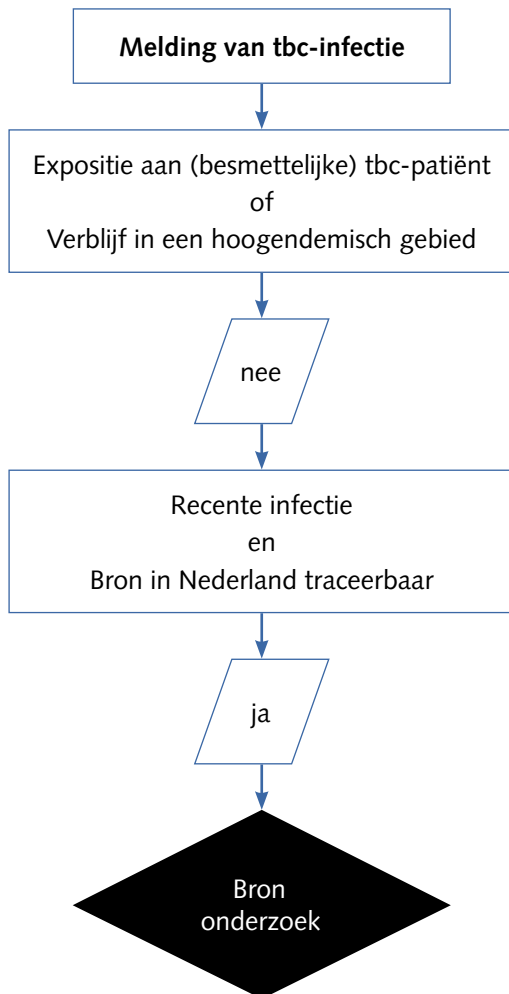 Melding van tbc-infectie
Expositie aan (besmettelijke) tbc-patiënt
of
Verblijf in een hoogendemisch gebied
nee
Recente infectie
en
Bron in Nederland traceerbaar
ja
Bron
onderzoek